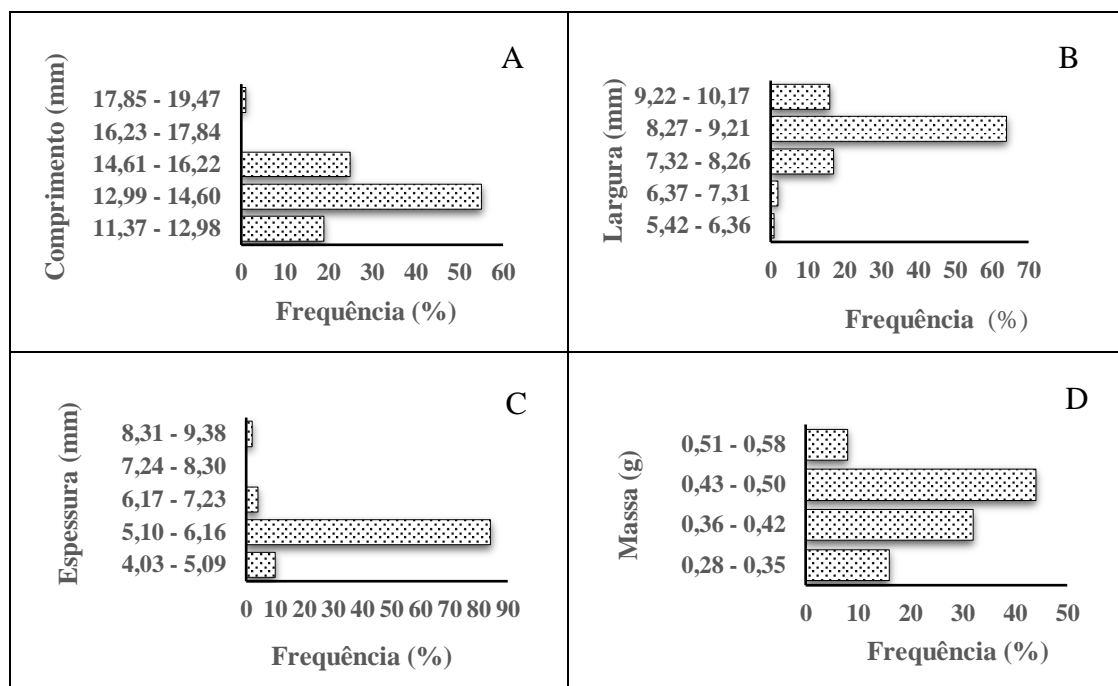 A
Comprimento (mm)
17,85 - 19,47
16,23 - 17,84
14,61 - 16,22
12,99 - 14,60
11,37 - 12,98
0 10 20 30 40 50 60
Frequência (%)
B
Largura (mm)
9,22 - 10,17
8,27 - 9,21
7,32 - 8,26
6,37 - 7,31
5,42 - 6,36
0 10 20 30 40 50 60 70
Frequência (%)
C
Espessura (mm)
8,31 - 9,38
7,24 - 8,30
6,17 - 7,23
5,10 - 6,16
4,03 - 5,09
0 10 20 30 40 50 60 70 80 90
Frequência (%)
D
Massa (g)
0,51 - 0,58
0,43 - 0,50
0,36 - 0,42
0,28 - 0,35
0 10 20 30 40 50
Frequência (%)